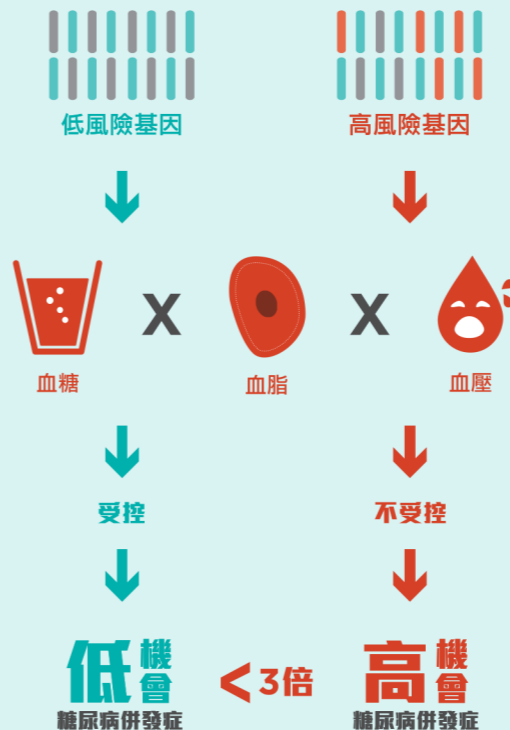 低風險基因
高風險基因
X
X
血糖
血脂
血壓
受控
不受控
低機會
< 3倍
高機會
糖尿病併發症
糖尿病併發症